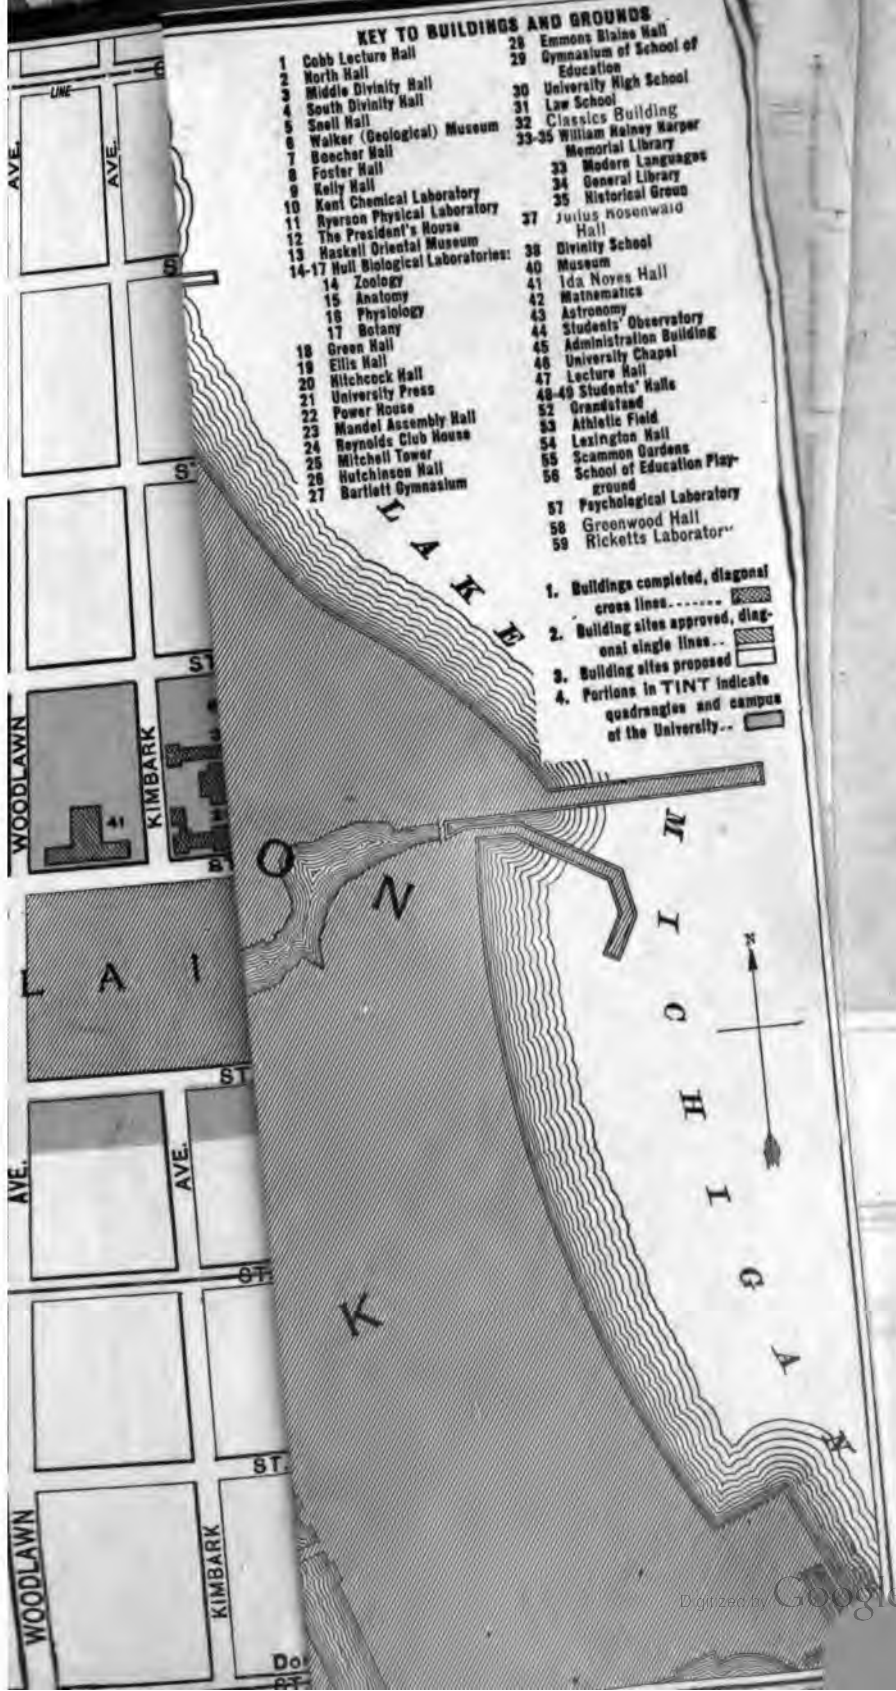 KEY TO BUILDINGS AND GROUNDS
1 Cobb Lecture Hall
2 North Hall
3 Middle Divinity Hall
4 South Divinity Hall
5 Snell Hall
6 Walker (Geological) Museum
7 Beecher Hall
8 Foster Hall
9 Kelly Hall
10 Kent Chemical Laboratory
11 Ryerson Physical Laboratory
12 The President's House
13 Haskell Oriental Museum
14-17 Hull Biological Laboratories:
14 Zoology
15 Anatomy
16 Physiology
17 Botany
18 Green Hall
19 Ellis Hall
20 Hitchcock Hall
21 University Press
22 Power House
23 Mandel Assembly Hall
24 Reynolds Club House
25 Mitchell Tower
26 Hutchinson Hall
27 Bartlett Gymnasium
28 Emmons Blaine Hall
29 Gymnasium of School of
Education
30 University High School
31 Law School
32 Classics Building
33-35 William Rainey Harper
Memorial Library
33 Modern Languages
34 General Library
35 Historical Group
37 Julius Rosenwald
Hall
38 Divinity School
40 Museum
41 Ida Noyes Hall
42 Mathematics
43 Astronomy
44 Students' Observatory
45 Administration Building
46 University Chapel
47 Lecture Hall
48-49 Students' Halls
52 Grandstand
53 Athletic Field
54 Lexington Hall
55 Scammon Gardens
56 School of Education Play-
ground
57 Psychological Laboratory
58 Greenwood Hall
59 Ricketts Laborator
1. Buildings completed, diagonal
cross lines........
2. Building sites approved, diag-
onal single lines..
3. Building sites proposed
4. Portions in TINT indicate
quadrangles and campus
of the University..
LAKE
MICHIGAN
N
LINE
AVE.
AVE.
S
S
ST
WOODLAWN
KIMBARK
41
ST
L A I
O N
ST.
AVE.
AVE.
ST.
K
ST.
WOODLAWN
KIMBARK
Do
Digitized by Google